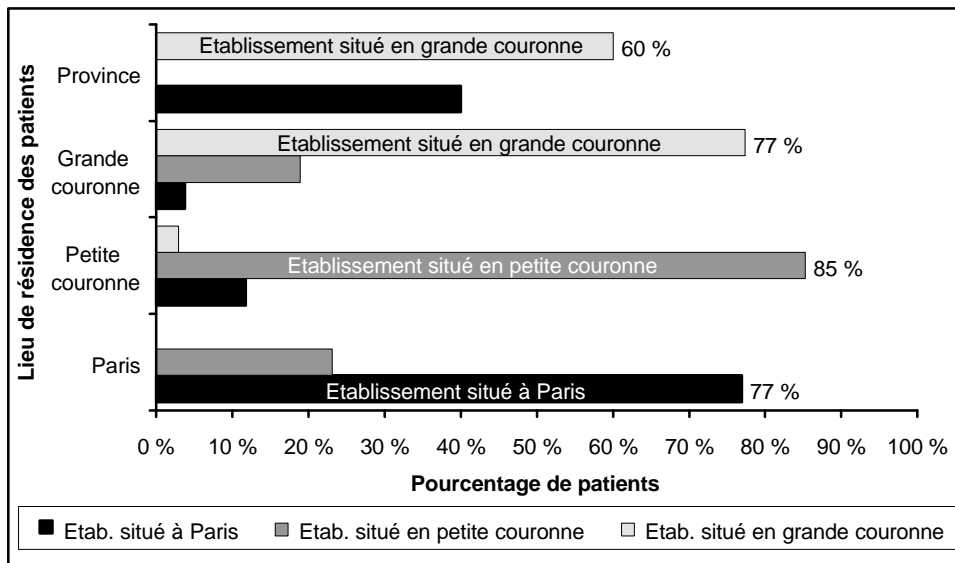 Lieu de résidence des patients
Province
Etablissement situé en grande couronne
60 %
Grande
couronne
Etablissement situé en grande couronne
77 %
Petite
couronne
Etablissement situé en petite couronne
85 %
Paris
Etablissement situé à Paris
77 %
0 % 10 % 20 % 30 % 40 % 50 % 60 % 70 % 80 % 90 % 100 %
Pourcentage de patients
Etab. situé à Paris Etab. situé en petite couronne Etab. situé en grande couronne